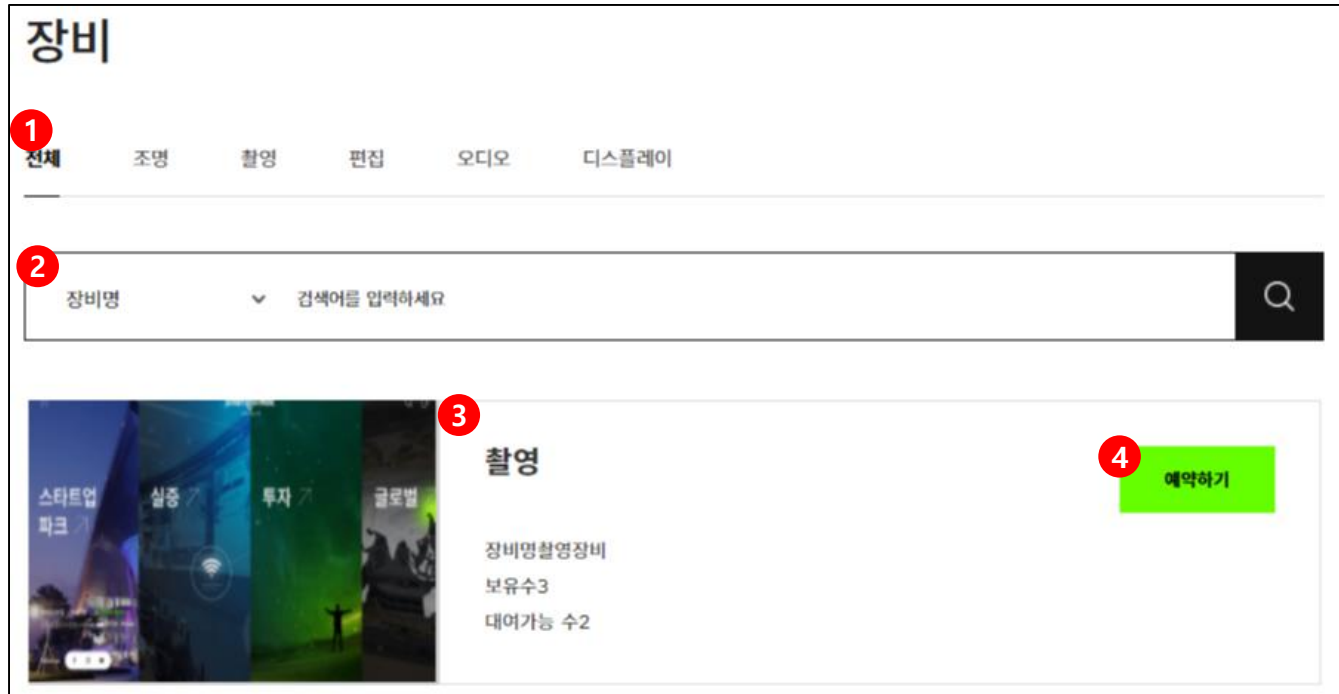 장비
1
전체 조명 촬영 편집 오디오 디스플레이
2
장비명 검색어를 입력하세요
3
촬영
4
예약하기
스타트업 파크
실증
투자
글로벌
장비명촬영장비
보유수3
대여가능 수2